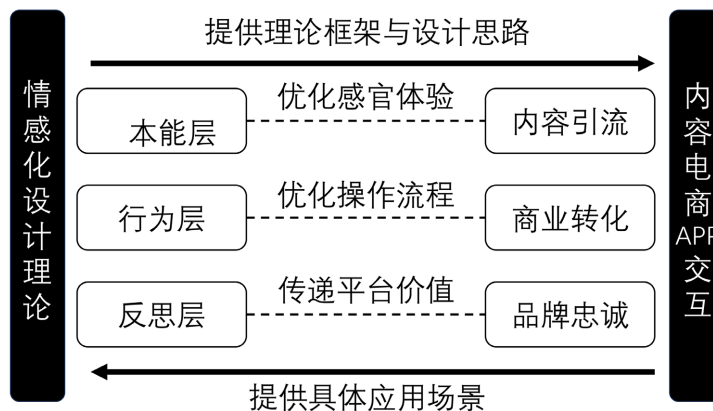 提供理论框架与设计思路
情感化设计理论
本能层
优化感官体验
内容引流
行为层
优化操作流程
商业转化
反思层
传递平台价值
品牌忠诚
内容电商APP交互
提供具体应用场景